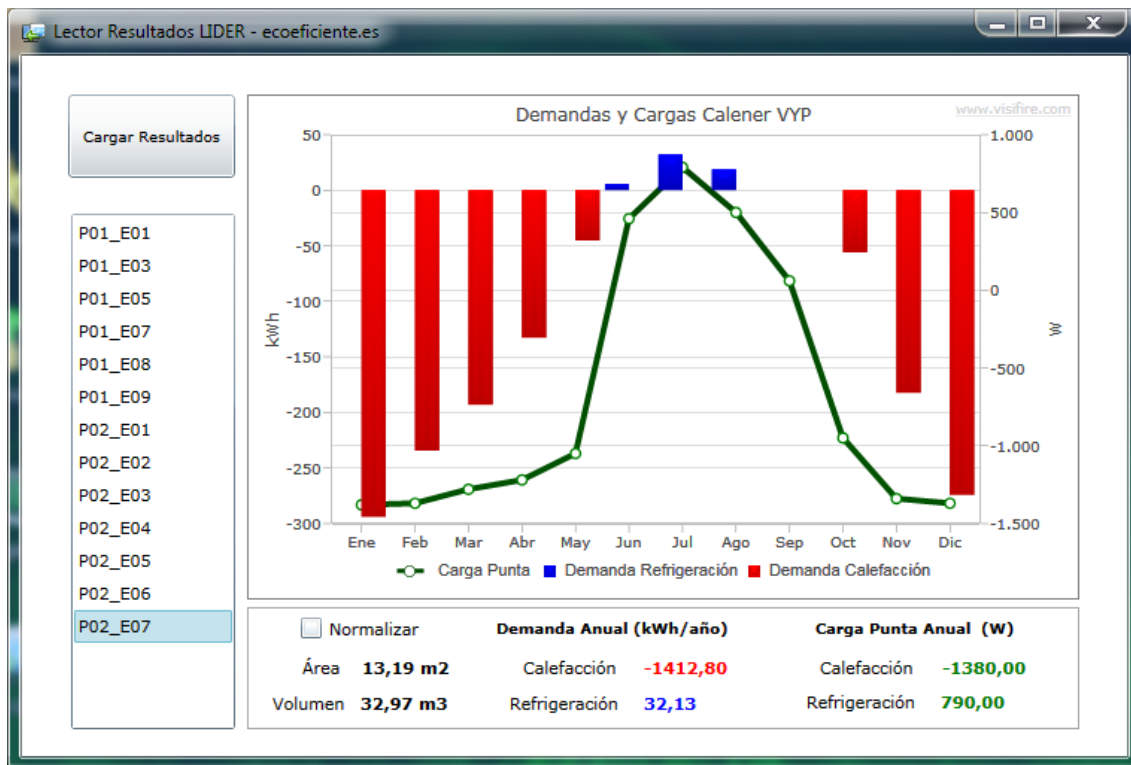 Lector Resultados LIDER - ecoeficiente.es
Cargar Resultados
P01_E01
P01_E03
P01_E05
P01_E07
P01_E08
P01_E09
P02_E01
P02_E02
P02_E03
P02_E04
P02_E05
P02_E06
P02_E07
Demandas y Cargas Calener VYP
www.visifire.com
kWh
50
0
-50
-100
-150
-200
-250
-300
1.000
500
0
-500
-1.000
-1.500
W
Ene Feb Mar Abr May Jun Jul Ago Sep Oct Nov Dic
Carga Punta Demanda Refrigeración Demanda Calefacción
Normalizar Demanda Anual (kWh/año) Carga Punta Anual (W)
Área 13,19 m2 Calefacción -1412,80 Calefacción -1380,00
Volumen 32,97 m3 Refrigeración 32,13 Refrigeración 790,00